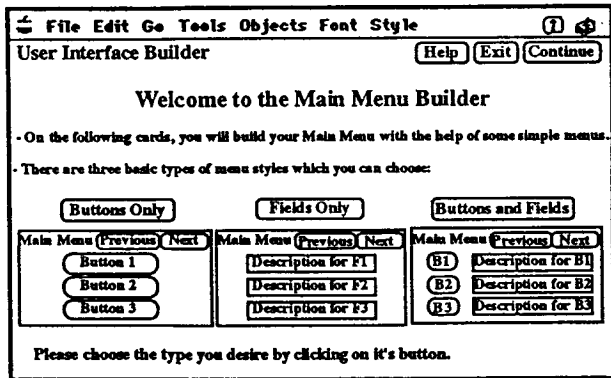 File Edit Go Tools Objects Font Style
User Interface Builder Help Exit Continue
Welcome to the Main Menu Builder
- On the following cards, you will build your Main Menu with the help of some simple menus.
- There are three basic types of menu styles which you can choose:
Buttons Only Fields Only Buttons and Fields
Main Menu Previous Next Main Menu Previous Next Main Menu Previous Next
Button 1 Description for F1 B1 Description for B1
Button 2 Description for F2 B2 Description for B2
Button 3 Description for F3 B3 Description for B3
Please choose the type you desire by clicking on it's button.